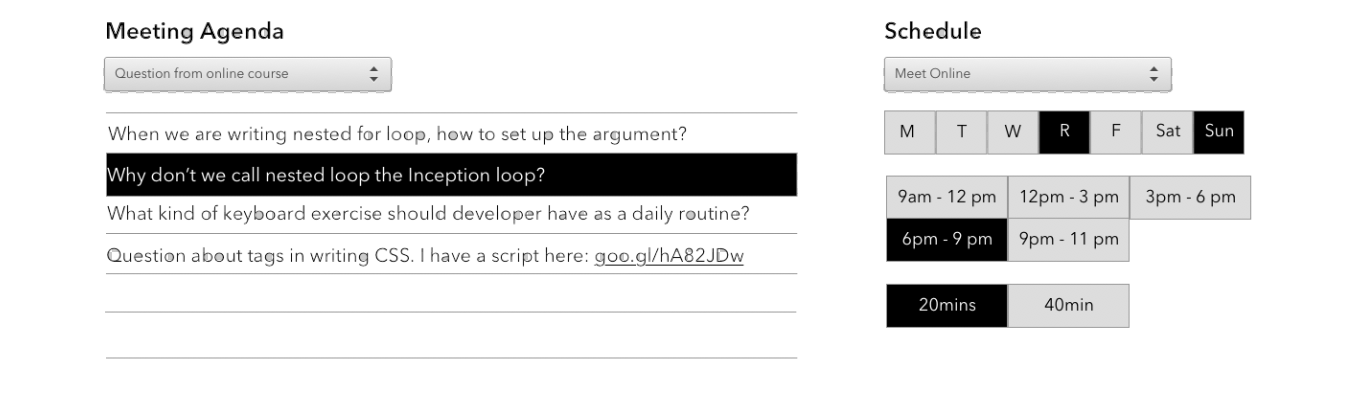 Meeting Agenda
Question from online course
When we are writing nested for loop, how to set up the argument?
Why don't we call nested loop the Inception loop?
What kind of keyboard exercise should developer have as a daily routine?
Question about tags in writing CSS. I have a script here: goo.gl/hA82JDw
Schedule
Meet Online
M T W R F Sat Sun
9am - 12 pm 12pm - 3 pm 3pm - 6 pm
6pm - 9 pm 9pm - 11 pm
20mins 40min